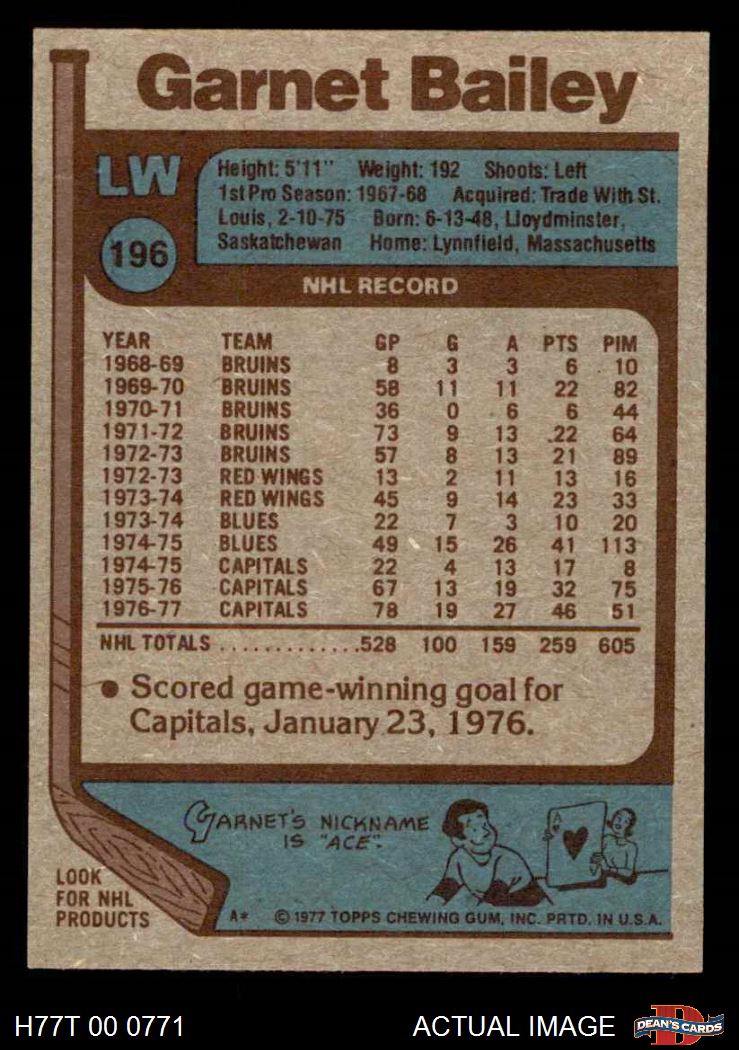 Garnet Bailey
LW
196
Height: 5'11" Weight: 192 Shoots: Left
1st Pro Season: 1967-68 Acquired: Trade With St.
Louis, 2-10-75 Born: 6-13-48, Lloydminster,
Saskatchewan Home: Lynnfield, Massachusetts
NHL RECORD
YEAR TEAM GP G A PTS PIM
1968-69 BRUINS 8 3 3 6 10
1969-70 BRUINS 58 11 11 22 82
1970-71 BRUINS 36 0 6 6 44
1971-72 BRUINS 73 9 13 22 64
1972-73 BRUINS 57 8 13 21 89
1972-73 RED WINGS 13 2 11 13 16
1973-74 RED WINGS 45 9 14 23 33
1973-74 BLUES 22 7 3 10 20
1974-75 BLUES 49 15 26 41 113
1974-75 CAPITALS 22 4 13 17 8
1975-76 CAPITALS 67 13 19 32 75
1976-77 CAPITALS 78 19 27 46 51
NHL TOTALS .............528 100 159 259 605
● Scored game-winning goal for
Capitals, January 23, 1976.
GARNET'S NICKNAME
IS "ACE".
A
LOOK
FOR NHL
PRODUCTS
A* © 1977 TOPPS CHEWING GUM, INC. PRTD. IN U.S.A.
H77T 00 0771 ACTUAL IMAGE
D
DEAN'S CARDS